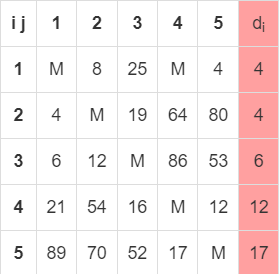 i j 1 2 3 4 5 di
1 M 8 25 M 4 4
2 4 M 19 64 80 4
3 6 12 M 86 53 6
4 21 54 16 M 12 12
5 89 70 52 17 M 17